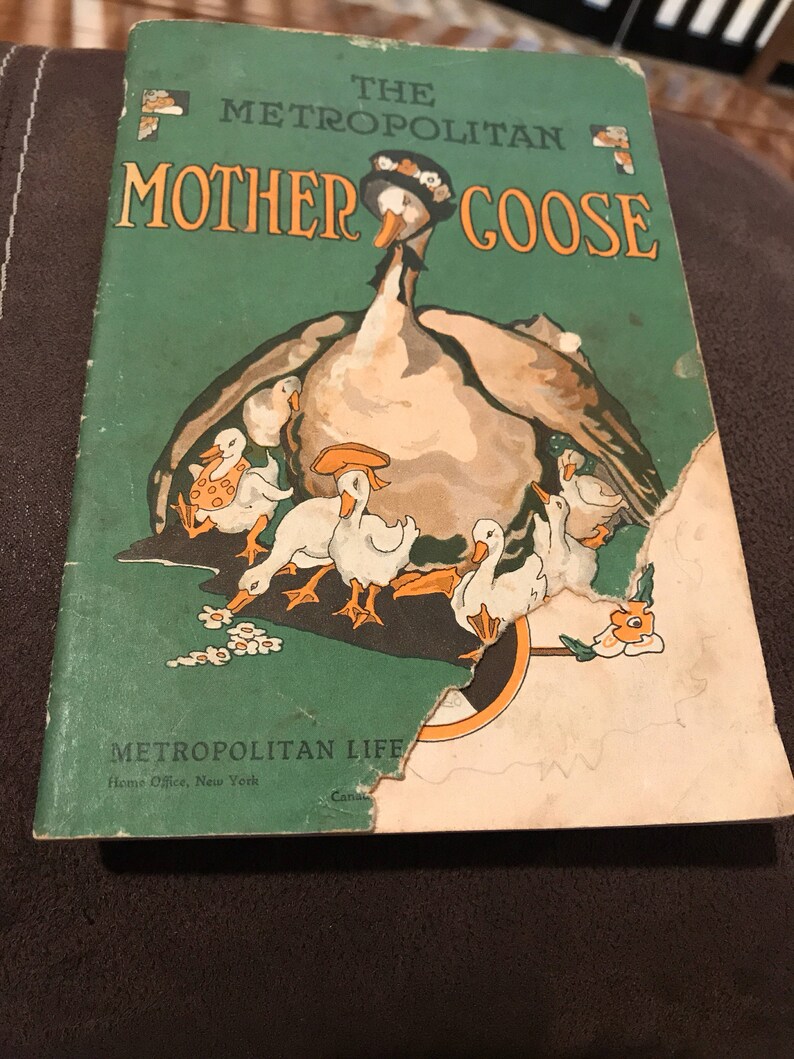 THE
METROPOLITAN
MOTHER GOOSE
METROPOLITAN LIFE
Home Office, New York